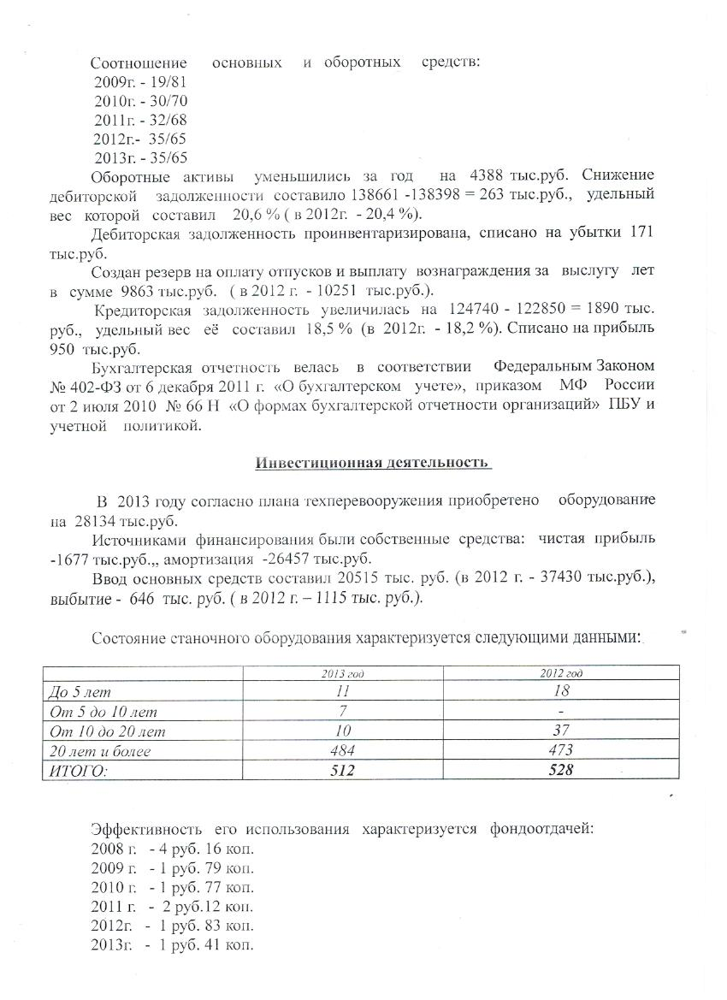 Соотношение основных и оборотных средств:
2009г. - 19/81
2010г. - 30/70
2011г. - 32/68
2012г.- 35/65
2013г. - 35/65
Оборотные активы уменьшились за год на 4388 тыс.руб. Снижение
дебиторской задолженности составило 138661 -138398 = 263 тыс.руб., удельный
вес которой составил 20,6 % ( в 2012г. - 20,4 %).
Дебиторская задолженность проинвентаризирована, списано на убытки 171
тыс.руб.
Создан резерв на оплату отпусков и выплату вознаграждения за выслугу лет
в сумме 9863 тыс.руб. ( в 2012 г. - 10251 тыс.руб.).
Кредиторская задолженность увеличилась на 124740 - 122850 = 1890 тыс.
руб., удельный вес её составил 18,5 % (в 2012г. - 18,2 %). Списано на прибыль
950 тыс.руб.
Бухгалтерская отчетность велась в соответствии Федеральным Законом
№ 402-ФЗ от 6 декабря 2011 г. «О бухгалтерском учете», приказом МФ России
от 2 июля 2010 № 66 Н «О формах бухгалтерской отчетности организаций» ПБУ и
учетной политикой.
Инвестиционная деятельность
В 2013 году согласно плана техперевооружения приобретено оборудование
на 28134 тыс.руб.
Источниками финансирования были собственные средства: чистая прибыль
-1677 тыс.руб.,, амортизация -26457 тыс.руб.
Ввод основных средств составил 20515 тыс. руб. (в 2012 г. - 37430 тыс.руб.),
выбытие - 646 тыс. руб. ( в 2012 г. – 1115 тыс. руб.).
Состояние станочного оборудования характеризуется следующими данными:
2013 год 2012 год
До 5 лет 11 18
От 5 до 10 лет 7 -
От 10 до 20 лет 10 37
20 лет и более 484 473
ИТОГО: 512 528
Эффективность его использования характеризуется фондоотдачей:
2008 г. - 4 руб. 16 коп.
2009 г. - 1 руб. 79 коп.
2010 г. - 1 руб. 77 коп.
2011 г. - 2 руб.12 коп.
2012г. - 1 руб. 83 коп.
2013г. - 1 руб. 41 коп.